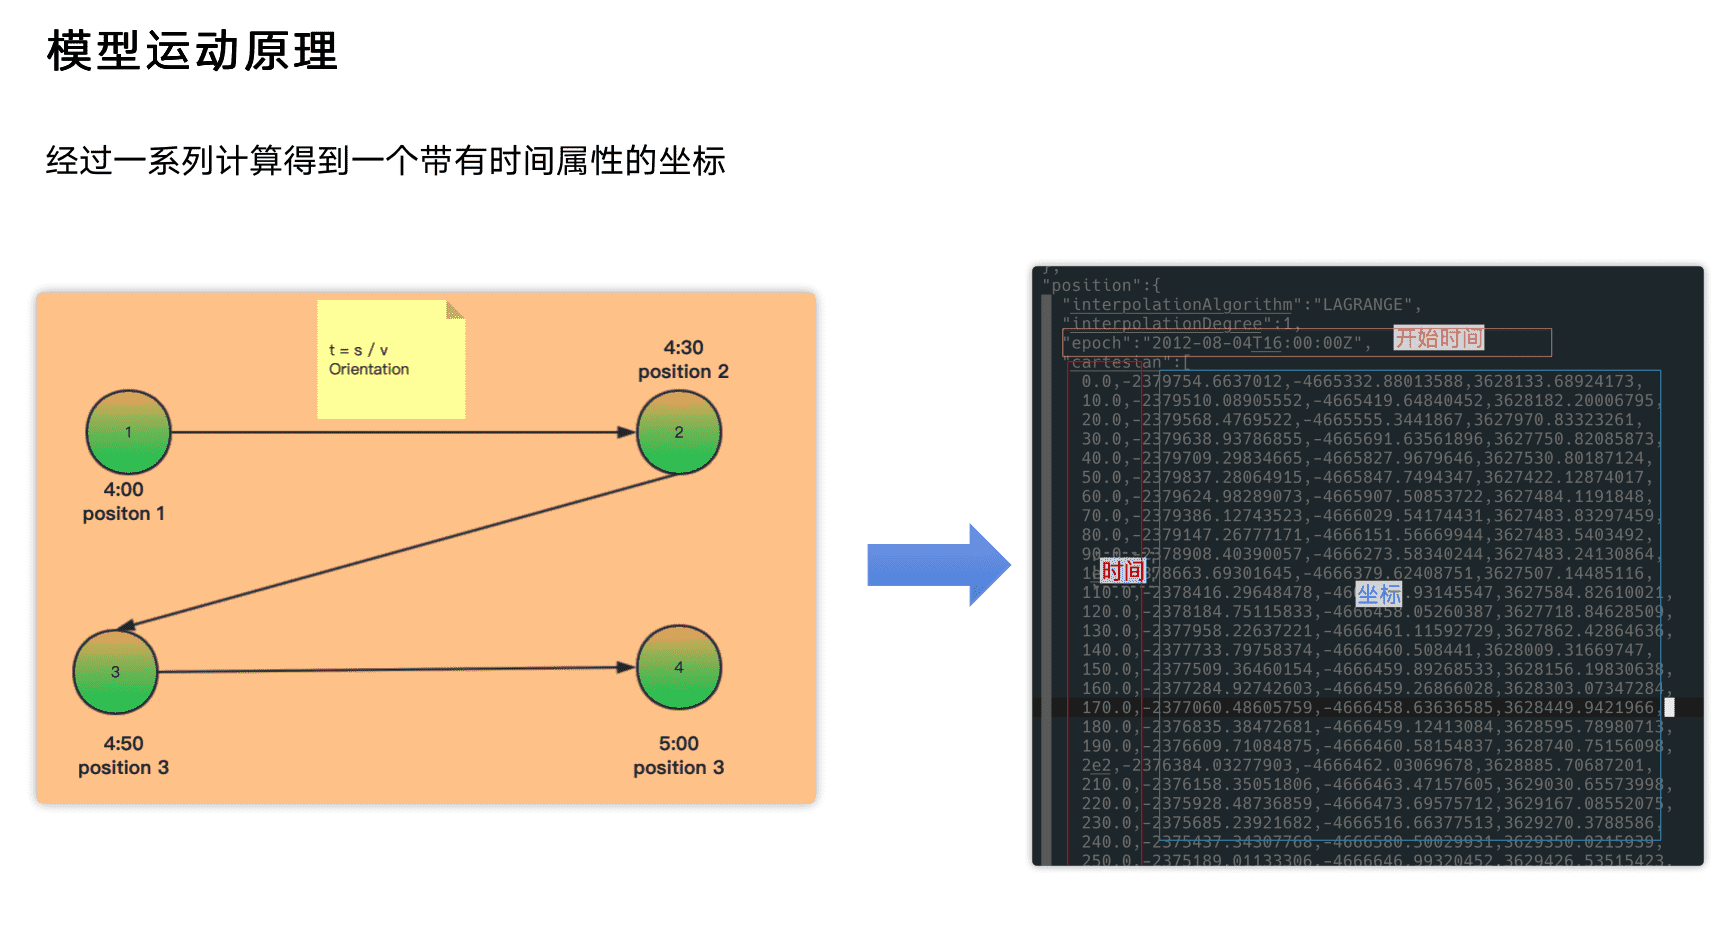 模型运动原理
经过一系列计算得到一个带有时间属性的坐标
t = s / v
Orientation
4:30
position 2
1
2
4:00
positon 1
3
4
4:50
position 3
5:00
position 3
},
"position":{
"interpolationAlgorithm":"LAGRANGE",
"interpolationDegree":1,
"epoch":"2012-08-04T16:00:00Z",
开始时间
"cartesian":[
0.0,-2379754.6637012,-4665332.88013588,3628133.68924173,
10.0,-2379510.08905552,-4665419.64840452,3628182.20006795,
20.0,-2379568.4769522,-4665555.3441867,3627970.83323261,
30.0,-2379638.93786855,-4665691.63561896,3627750.82085873,
40.0,-2379709.29834665,-4665827.9679646,3627530.80187124,
50.0,-2379837.28064915,-4665847.7494347,3627422.12874017,
60.0,-2379624.98289073,-4665907.50853722,3627484.1191848,
70.0,-2379386.12743523,-4666029.54174431,3627483.83297459,
80.0,-2379147.26777171,-4666151.56669944,3627483.5403492,
90.0,-2378908.40390057,-4666273.58340244,3627483.24130864,
时间
378663.69301645,-4666379.62408751,3627507.14485116,
坐标
110.0,-2378416.29648478,-46 .93145547,3627584.82610021,
120.0,-2378184.75115833,-4666458.05260387,3627718.84628509,
130.0,-2377958.22637221,-4666461.11592729,3627862.42864636,
140.0,-2377733.79758374,-4666460.508441,3628009.31669747,
150.0,-2377509.36460154,-4666459.89268533,3628156.19830638,
160.0,-2377284.92742603,-4666459.26866028,3628303.07347284,
170.0,-2377060.48605759,-4666458.63636585,3628449.9421966,
180.0,-2376835.38472681,-4666459.12413084,3628595.78980713,
190.0,-2376609.71084875,-4666460.58154837,3628740.75156098,
2e2,-2376384.03277903,-4666462.03069678,3628885.70687201,
210.0,-2376158.35051806,-4666463.47157605,3629030.65573998,
220.0,-2375928.48736859,-4666473.69575712,3629167.08552075,
230.0,-2375685.23921682,-4666516.66377513,3629270.3788586,
240.0,-2375437.34307768,-4666580.50029931,3629350.0215939,
250.0,-2375189.01133306,-4666646.99320452,3629426.53515423,